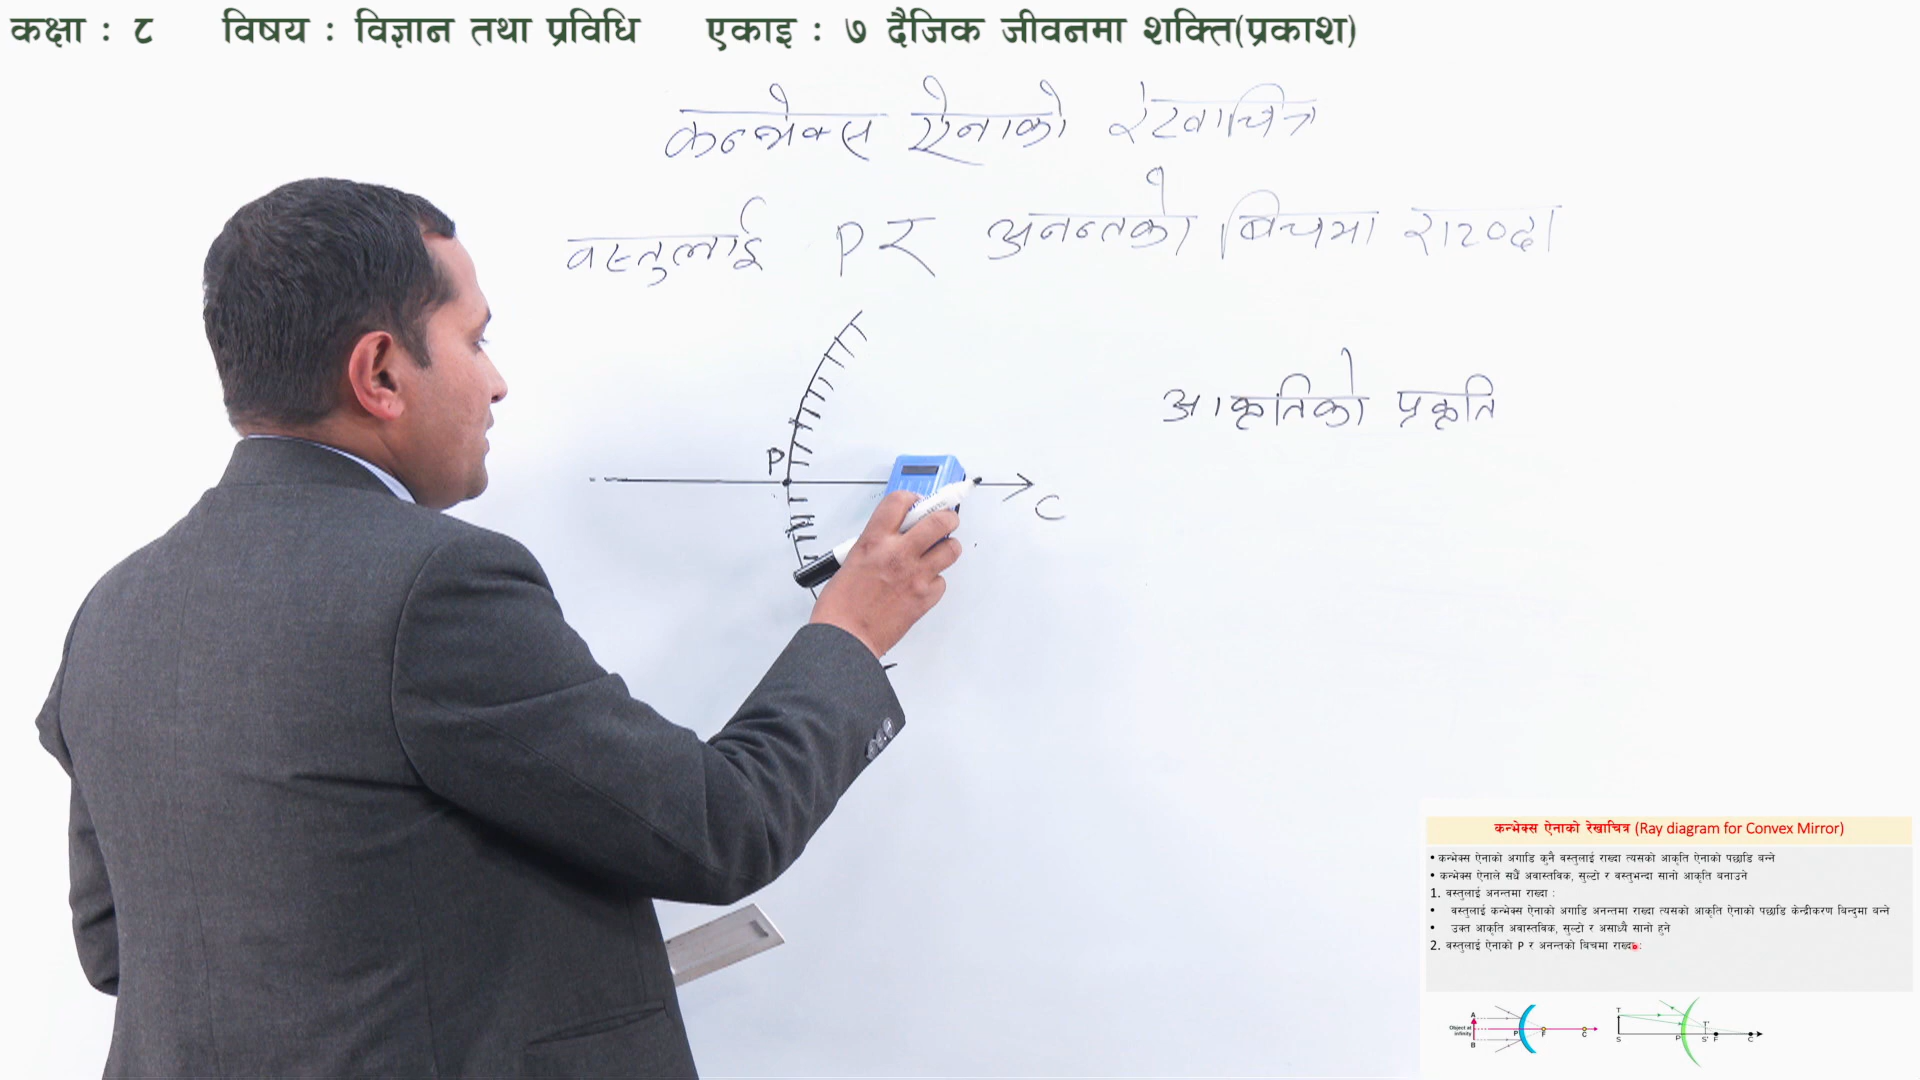 कक्षा : ८ विषय : विज्ञान तथा प्रविधि एकाइ : ७ दैजिक जीवनमा शक्ति(प्रकाश)
कन्भेक्स ऐनाको रेखाचित्र
वस्तुलाई P र अनन्तको बिचमा राख्दा
आकृतिको प्रकृति
P
C
कन्भेक्स ऐनाको रेखाचित्र (Ray diagram for Convex Mirror)
• कन्भेक्स ऐनाको अगाडि कुनै वस्तुलाई राख्दा त्यसको आकृति ऐनाको पछाडि बन्ने
• कन्भेक्स ऐनाले सधैं अवास्तविक, सुल्टो र वस्तुभन्दा सानो आकृति बनाउने
1. वस्तुलाई अनन्तमा राख्दा :
• वस्तुलाई कन्भेक्स ऐनाको अगाडि अनन्तमा राख्दा त्यसको आकृति ऐनाको पछाडि केन्द्रीकरण बिन्दुमा बन्ने
• उक्त आकृति अवास्तविक, सुल्टो र असाध्यै सानो हुने
2. वस्तुलाई ऐनाको P र अनन्तको बिचमा राख्दा :
A
Object at infinity
B
P F C
T T'
S P S' F C